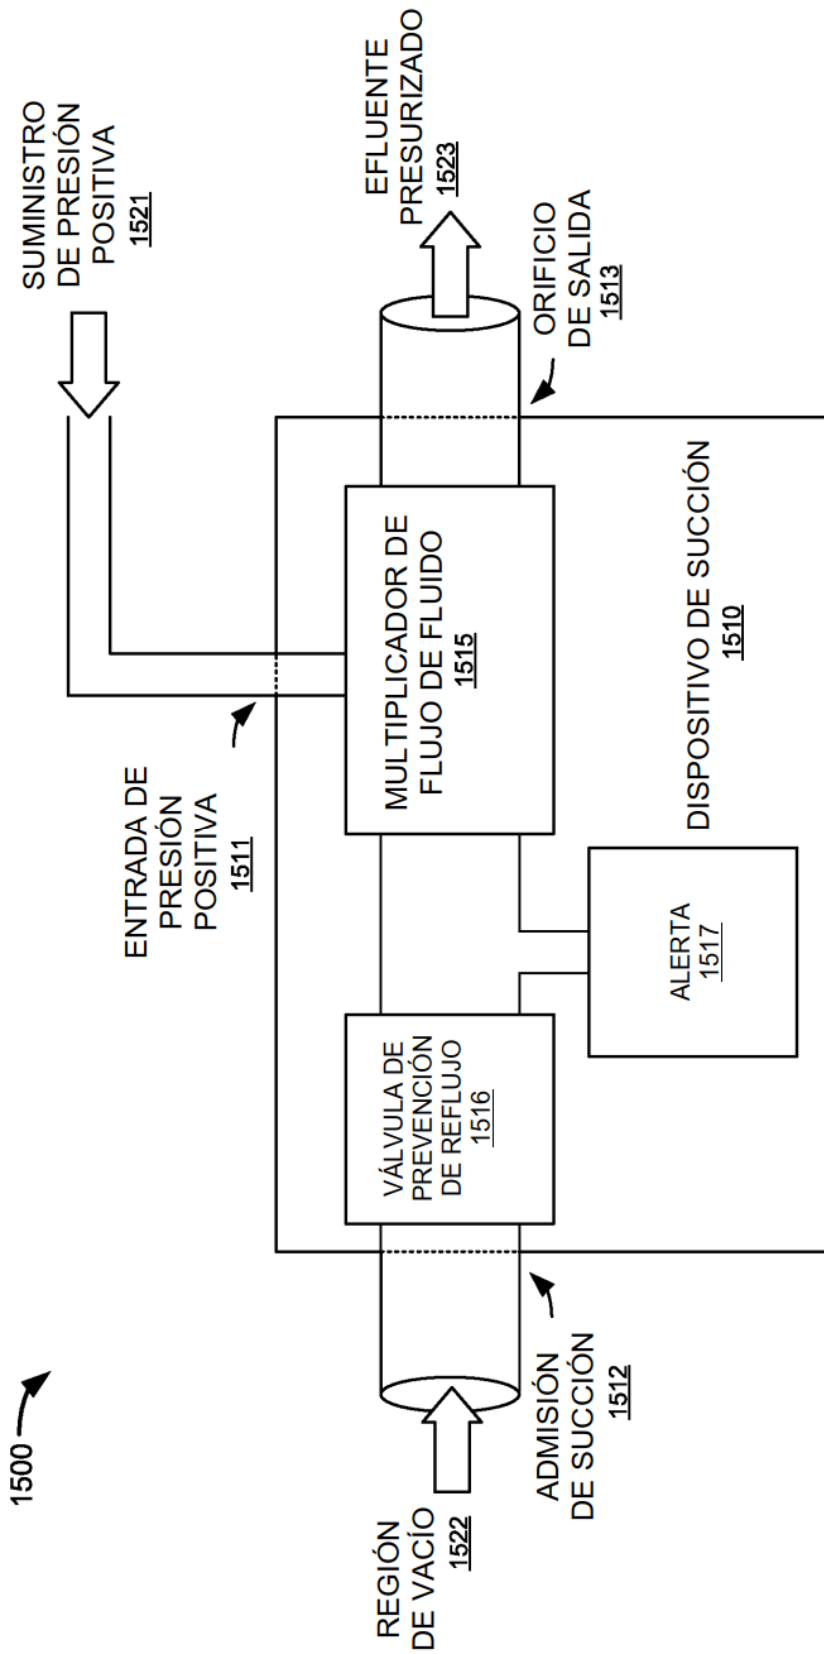 1500
SUMINISTRO
DE PRESIÓN
POSITIVA
1521
ENTRADA DE
PRESIÓN
POSITIVA
1511
EFLUENTE
PRESURIZADO
1523
REGIÓN
DE VACÍO
1522
VÁLVULA DE
PREVENCIÓN
DE REFLUJO
1516
MULTIPLICADOR DE
FLUJO DE FLUIDO
1515
ORIFICIO
DE SALIDA
1513
ADMISIÓN
DE SUCCIÓN
1512
ALERTA
1517
DISPOSITIVO DE SUCCIÓN
1510